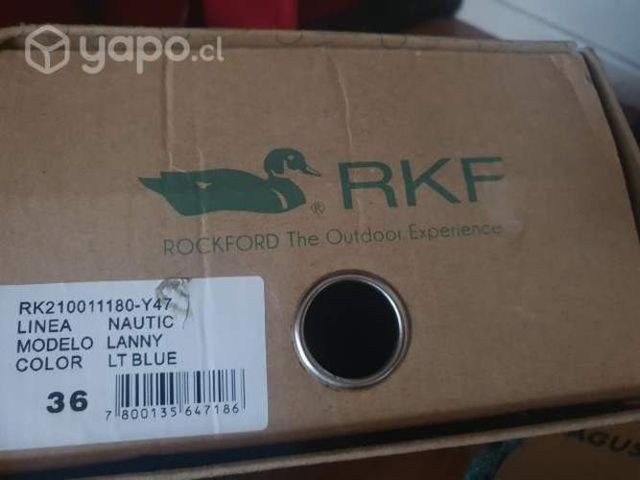 yapo.cl
RKF
®
ROCKFORD The Outdoor Experience
RK210011180-Y47
LINEA NAUTIC
MODELO LANNY
COLOR LT BLUE
36
7 800135 647186
AGUS